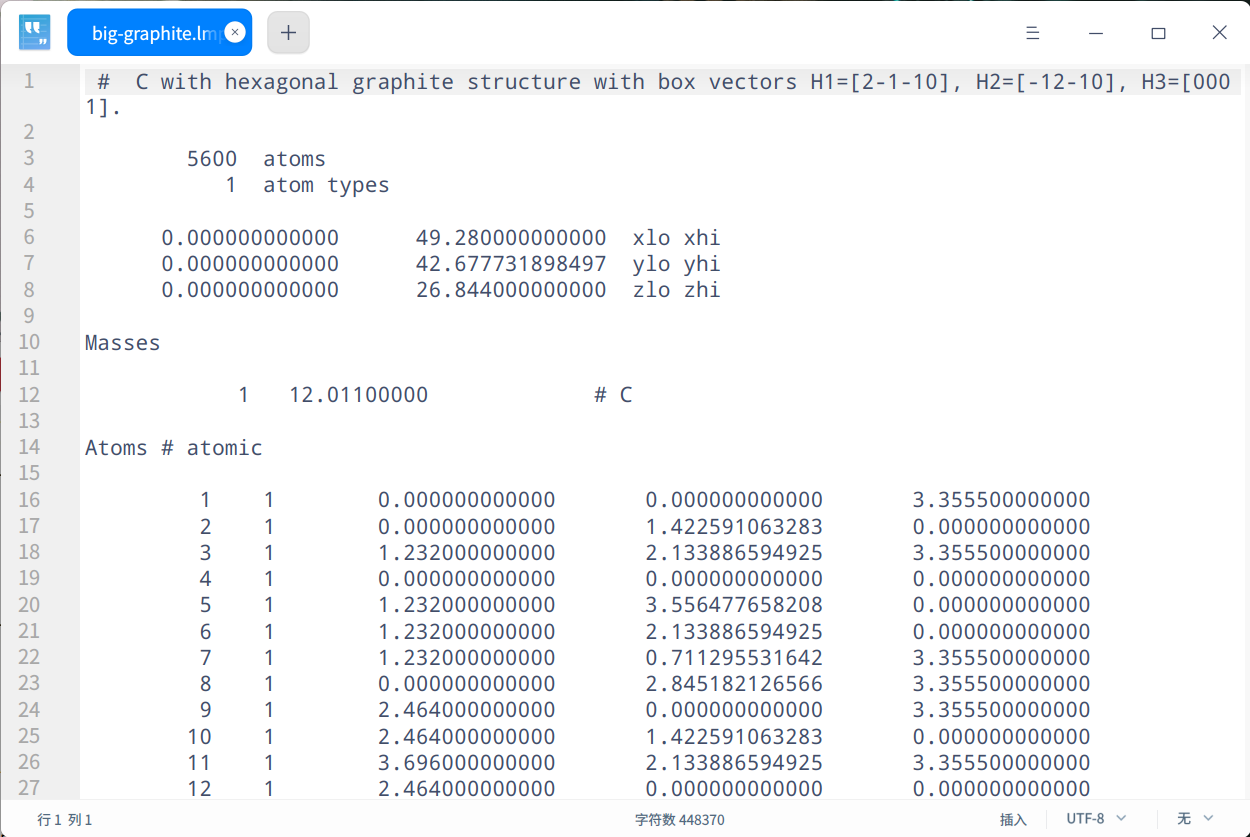 big-graphite.lmp
1 #  C with hexagonal graphite structure with box vectors H1=[2-1-10], H2=[-12-10], H3=[000
1].
2
3 5600  atoms
4 1  atom types
5
6 0.000000000000      49.280000000000  xlo xhi
7 0.000000000000      42.677731898497  ylo yhi
8 0.000000000000      26.844000000000  zlo zhi
9
10 Masses
11
12 1   12.01100000             # C
13
14 Atoms # atomic
15
16 1    1        0.000000000000       0.000000000000       3.355500000000
17 2    1        0.000000000000       1.422591063283       0.000000000000
18 3    1        1.232000000000       2.133886594925       3.355500000000
19 4    1        0.000000000000       0.000000000000       0.000000000000
20 5    1        1.232000000000       3.556477658208       0.000000000000
21 6    1        1.232000000000       2.133886594925       0.000000000000
22 7    1        1.232000000000       0.711295531642       3.355500000000
23 8    1        0.000000000000       2.845182126566       3.355500000000
24 9    1        2.464000000000       0.000000000000       3.355500000000
25 10    1        2.464000000000       1.422591063283       0.000000000000
26 11    1        3.696000000000       2.133886594925       3.355500000000
27 12    1        2.464000000000       0.000000000000       0.000000000000
行 1 列 1 字符数 448370 插入 UTF-8 无